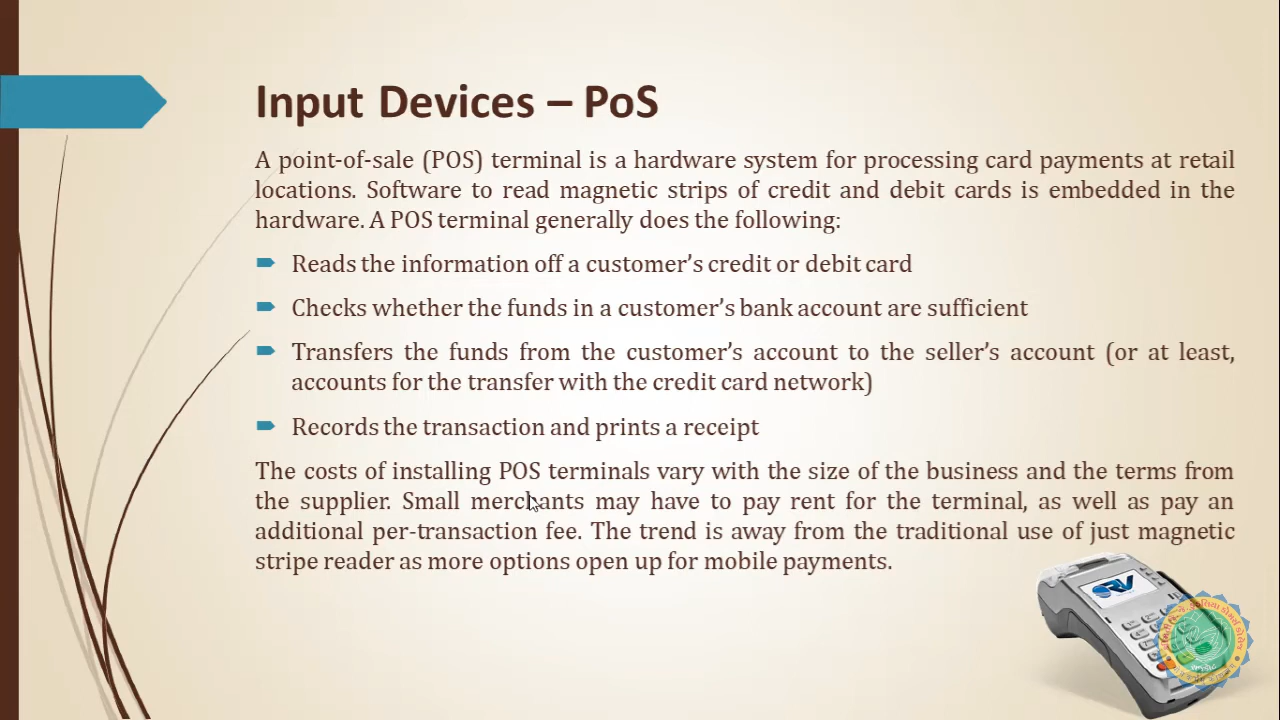 Input Devices – PoS
A point-of-sale (POS) terminal is a hardware system for processing card payments at retail
locations. Software to read magnetic strips of credit and debit cards is embedded in the
hardware. A POS terminal generally does the following:
Reads the information off a customer’s credit or debit card
Checks whether the funds in a customer’s bank account are sufficient
Transfers the funds from the customer’s account to the seller’s account (or at least,
accounts for the transfer with the credit card network)
Records the transaction and prints a receipt
The costs of installing POS terminals vary with the size of the business and the terms from
the supplier. Small merchants may have to pay rent for the terminal, as well as pay an
additional per-transaction fee. The trend is away from the traditional use of just magnetic
stripe reader as more options open up for mobile payments.